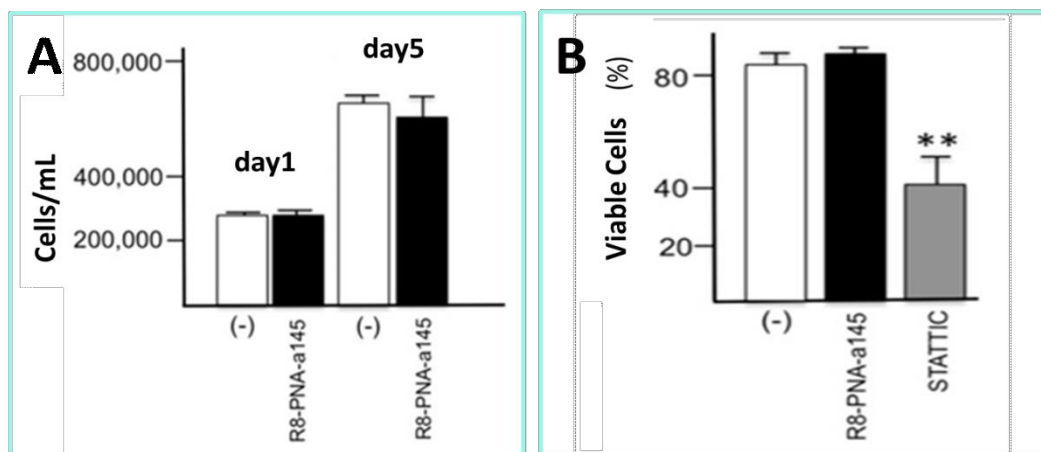 A
Cells/mL
800,000
400,000
200,000
day1
day5
(-)
R8-PNA-a145
(-)
R8-PNA-a145
B
Viable Cells (%)
80
40
20
**
(-)
R8-PNA-a145
STATTIC